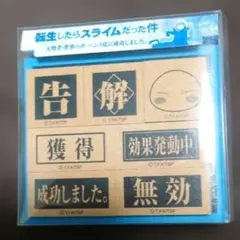 転生したらスライムだった件
告
解
獲得
効果発動中
成功しました。
無効